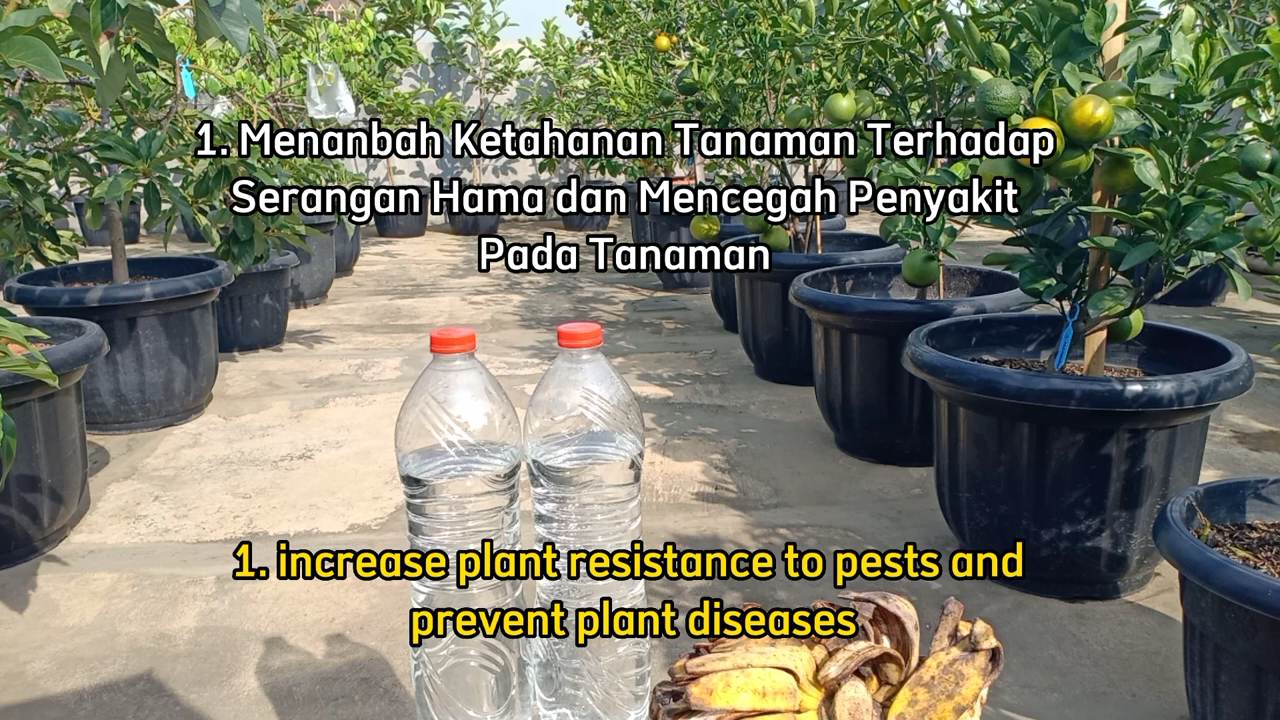 1. Menanbah Ketahanan Tanaman Terhadap
Serangan Hama dan Mencegah Penyakit
Pada Tanaman
1. increase plant resistance to pests and
prevent plant diseases